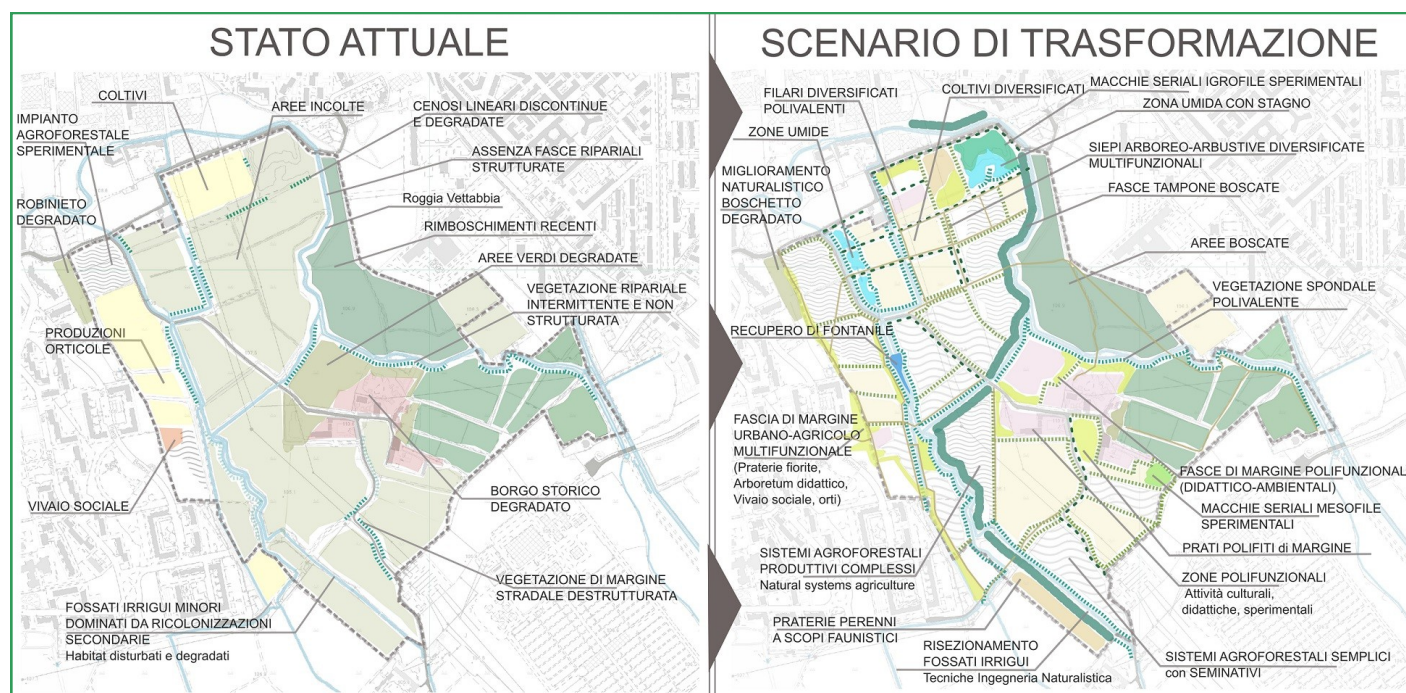 STATO ATTUALE
COLTIVI
IMPIANTO
AGROFORESTALE
SPERIMENTALE
AREE INCOLTE
CENOSI LINEARI DISCONTINUE
E DEGRADATE
ASSENZA FASCE RIPARIALI
STRUTTURATE
ROBINIETO
DEGRADATO
Roggia Vettabbia
RIMBOSCHIMENTI RECENTI
AREE VERDI DEGRADATE
VEGETAZIONE RIPARIALE
INTERMITTENTE E NON
STRUTTURATA
PRODUZIONI
ORTICOLE
VIVAIO SOCIALE
BORGO STORICO
DEGRADATO
VEGETAZIONE DI MARGINE
STRADALE DESTRUTTURATA
FOSSATI IRRIGUI MINORI
DOMINATI DA RICOLONIZZAZIONI
SECONDARIE
Habitat disturbati e degradati
SCENARIO DI TRASFORMAZIONE
FILARI DIVERSIFICATI
POLIVALENTI
COLTIVI DIVERSIFICATI
MACCHIE SERIALI IGROFILE SPERIMENTALI
ZONA UMIDA CON STAGNO
ZONE UMIDE
SIEPI ARBOREO-ARBUSTIVE DIVERSIFICATE
MULTIFUNZIONALI
MIGLIORAMENTO
NATURALISTICO
BOSCHETTO
DEGRADATO
FASCE TAMPONE BOSCATE
AREE BOSCATE
VEGETAZIONE SPONDALE
POLIVALENTE
RECUPERO DI FONTANILE
FASCIA DI MARGINE
URBANO-AGRICOLO
MULTIFUNZIONALE
(Praterie fiorite,
Arboretum didattico,
Vivaio sociale, orti)
FASCE DI MARGINE POLIFUNZIONAL
(DIDATTICO-AMBIENTALI)
MACCHIE SERIALI MESOFILE
SPERIMENTALI
PRATI POLIFITI di MARGINE
SISTEMI AGROFORESTALI
PRODUTTIVI COMPLESSI
Natural systems agriculture
ZONE POLIFUNZIONALI
Attività culturali,
didattiche, sperimentali
PRATERIE PERENNI
A SCOPI FAUNISTICI
RISEZIONAMENTO
FOSSATI IRRIGUI
Tecniche Ingegneria Naturalistica
SISTEMI AGROFORESTALI SEMPLICI
con SEMINATIVI